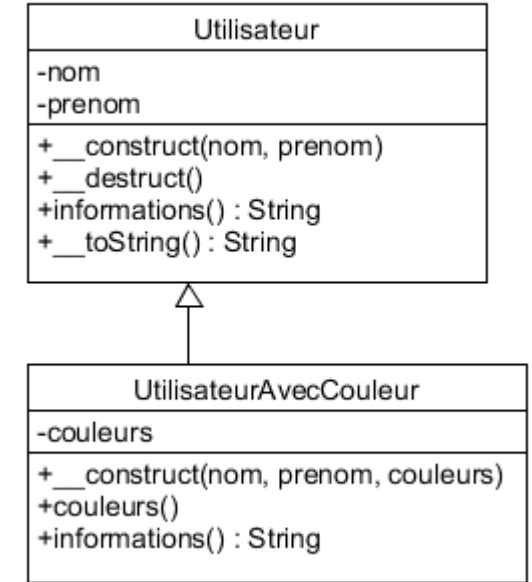 Utilisateur
-nom
-prenom
+__construct(nom, prenom)
+__destruct()
+informations() : String
+__toString() : String
UtilisateurAvecCouleur
-couleurs
+__construct(nom, prenom, couleurs)
+couleurs()
+informations() : String